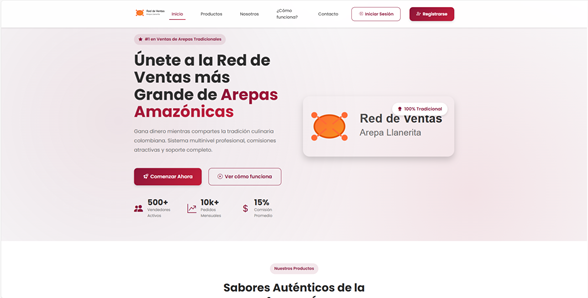 Red de Ventas
Inicio
Productos
Nosotros
¿Cómo
funciona?
Contacto
Iniciar Sesión
Registrarse
#1 en Ventas de Arepas Tradicionales
Únete a la Red de
Ventas más
Grande de Arepas
Amazónicas
Gana dinero mientras compartes la tradición culinaria
colombiana. Sistema multinivel profesional, comisiones
atractivas y soporte completo.
Comenzar Ahora
Ver cómo funciona
500+
Vendedores
Activos
10k+
Pedidos
Mensuales
15%
Comisión
Promedio
100% Tradicional
Red de Ventas
Arepa Llanerita
Nuestros Productos
Sabores Auténticos de la